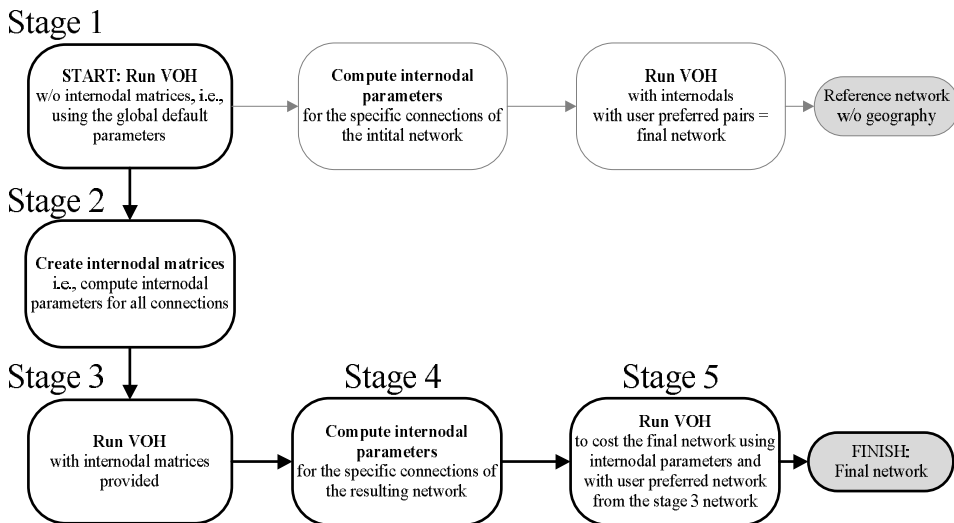 Stage 1
START: Run VOH
w/o internodal matrices, i.e.,
using the global default
parameters
Compute internodal
parameters
for the specific connections of
the intital network
Run VOH
with internodals
with user preferred pairs =
final network
Reference network
w/o geography
Stage 2
Create internodal matrices
i.e., compute internodal
parameters for all connections
Stage 3
Run VOH
with internodal matrices
provided
Stage 4
Compute internodal
parameters
for the specific connections of
the resulting network
Stage 5
Run VOH
to cost the final network using
internodal parameters and
with user preferred network
from the stage 3 network
FINISH:
Final network